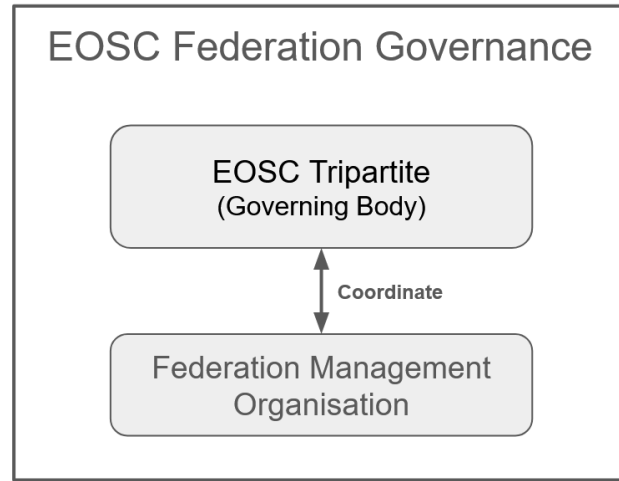 EOSC Federation Governance
EOSC Tripartite
(Governing Body)
Coordinate
Federation Management
Organisation